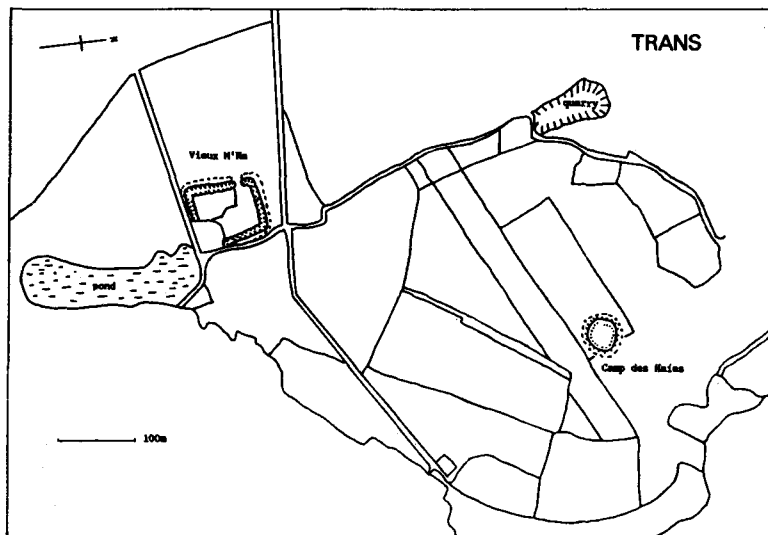 TRANS
N
quarry
Vieux M'Na
pond
Camp des Haies
100m